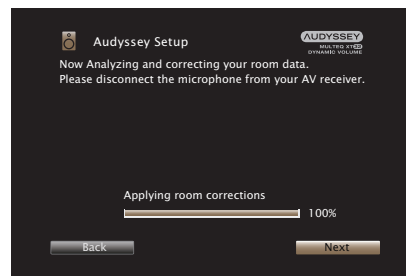 Audyssey Setup
AUDYSSEY
MULTEQ XT32
DYNAMIC VOLUME
Now Analyzing and correcting your room data.
Please disconnect the microphone from your AV receiver.
Applying room corrections
100%
Back
Next